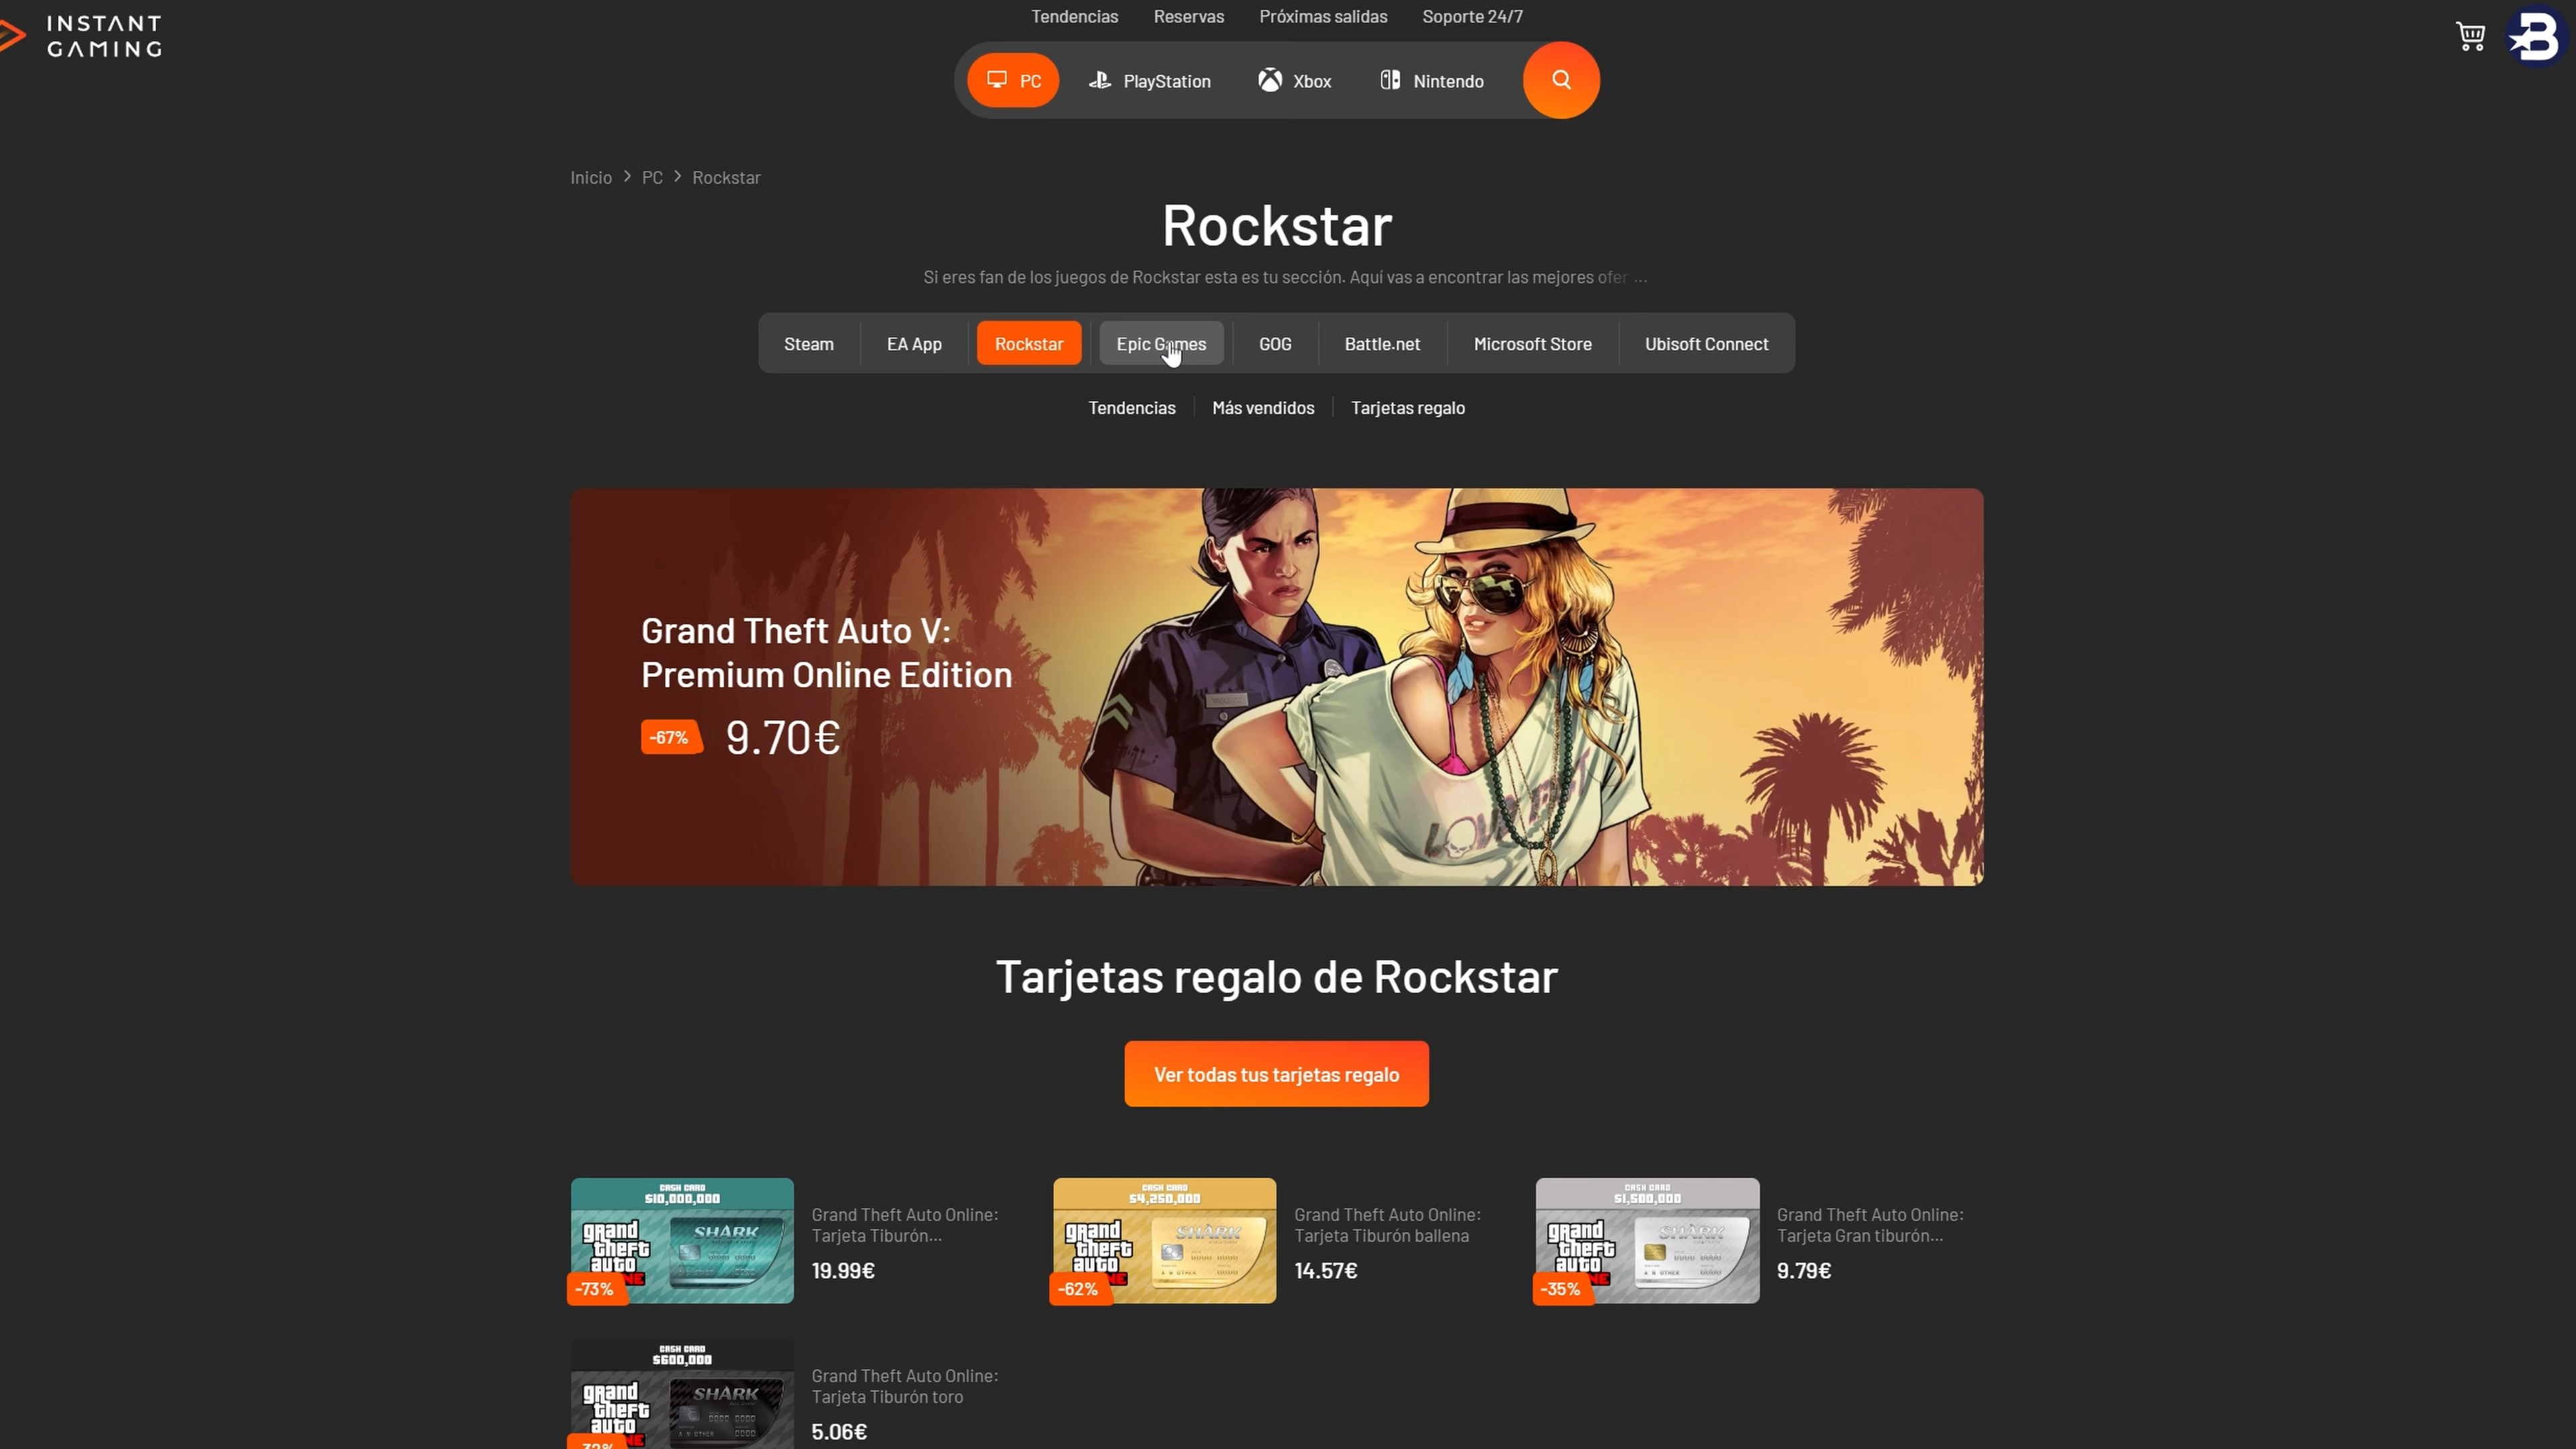 INSTANT
GAMING
Tendencias Reservas Próximas salidas Soporte 24/7
PC PlayStation Xbox Nintendo
Inicio > PC > Rockstar
Rockstar
Si eres fan de los juegos de Rockstar esta es tu sección. Aquí vas a encontrar las mejores ofer ...
Steam EA App Rockstar Epic Games GOG Battle.net Microsoft Store Ubisoft Connect
Tendencias Más vendidos Tarjetas regalo
Grand Theft Auto V:
Premium Online Edition
-67% 9.70€
Tarjetas regalo de Rockstar
Ver todas tus tarjetas regalo
CASH CARD
$10,000,000
grand
theft
auto
SHARK
-73%
Grand Theft Auto Online:
Tarjeta Tiburón...
19.99€
CASH CARD
$4,250,000
grand
theft
auto
SHARK
A N OTHER
-62%
Grand Theft Auto Online:
Tarjeta Tiburón ballena
14.57€
CASH CARD
$1,500,000
grand
theft
auto
SHARK
A N OTHER
-35%
Grand Theft Auto Online:
Tarjeta Gran tiburón...
9.79€
CASH CARD
$600,000
grand
theft
auto
SHARK
A N OTHER
Grand Theft Auto Online:
Tarjeta Tiburón toro
5.06€